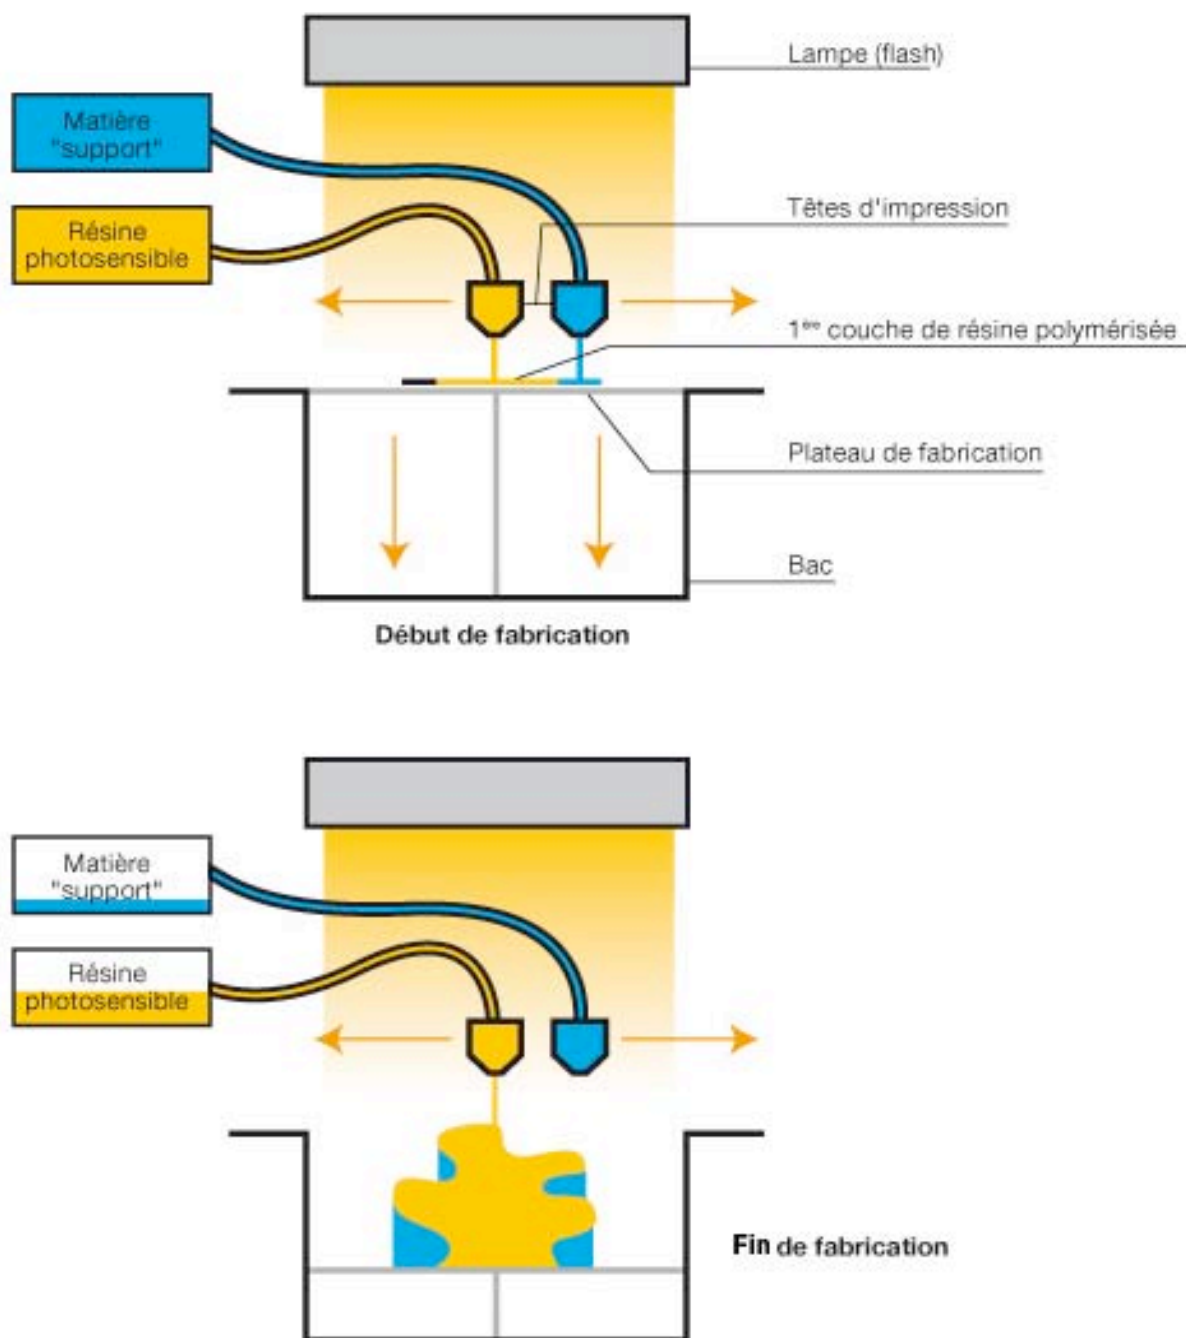 Lampe (flash)
Matière
"support"
Têtes d'impression
Résine
photosensible
1ère couche de résine polymérisée
Plateau de fabrication
Bac
Début de fabrication
Matière
"support"
Résine
photosensible
Fin de fabrication